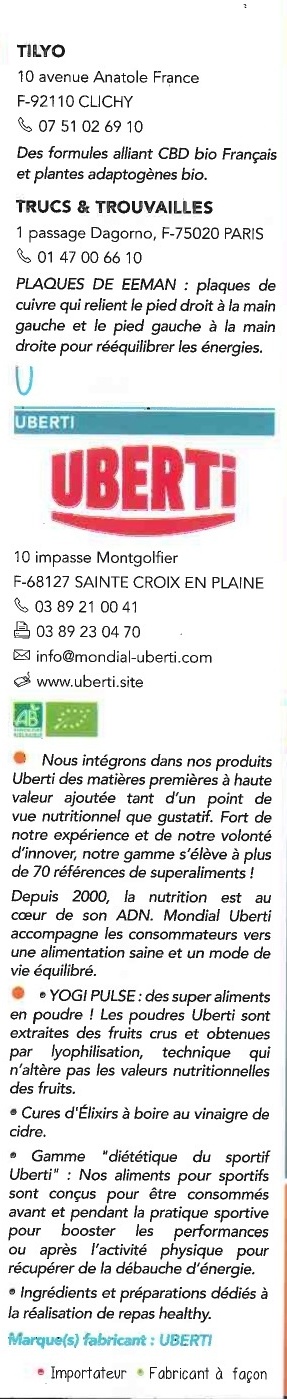 TILYO
10 avenue Anatole France
F-92110 CLICHY
07 51 02 69 10
Des formules alliant CBD bio Français
et plantes adaptogènes bio.
TRUCS & TROUVAILLES
1 passage Dagorno, F-75020 PARIS
01 47 00 66 10
PLAQUES DE EEMAN : plaques de
cuivre qui relient le pied droit à la main
gauche et le pied gauche à la main
droite pour rééquilibrer les énergies.
U
UBERTI
UBERTi
10 impasse Montgolfier
F-68127 SAINTE CROIX EN PLAINE
03 89 21 00 41
03 89 23 04 70
info@mondial-uberti.com
www.uberti.site
AB
• Nous intégrons dans nos produits
Uberti des matières premières à haute
valeur ajoutée tant d'un point de
vue nutritionnel que gustatif. Fort de
notre expérience et de notre volonté
d'innover, notre gamme s'élève à plus
de 70 références de superaliments !
Depuis 2000, la nutrition est au
cœur de son ADN. Mondial Uberti
accompagne les consommateurs vers
une alimentation saine et un mode de
vie équilibré.
• • YOGI PULSE : des super aliments
en poudre ! Les poudres Uberti sont
extraites des fruits crus et obtenues
par lyophilisation, technique qui
n'altère pas les valeurs nutritionnelles
des fruits.
• Cures d'Élixirs à boire au vinaigre de
cidre.
• Gamme "diététique du sportif
Uberti" : Nos aliments pour sportifs
sont conçus pour être consommés
avant et pendant la pratique sportive
pour booster les performances
ou après l'activité physique pour
récupérer de la débauche d'énergie.
• Ingrédients et préparations dédiés à
la réalisation de repas healthy.
Marque(s) fabricant : UBERTI
• Importateur • Fabricant à façon